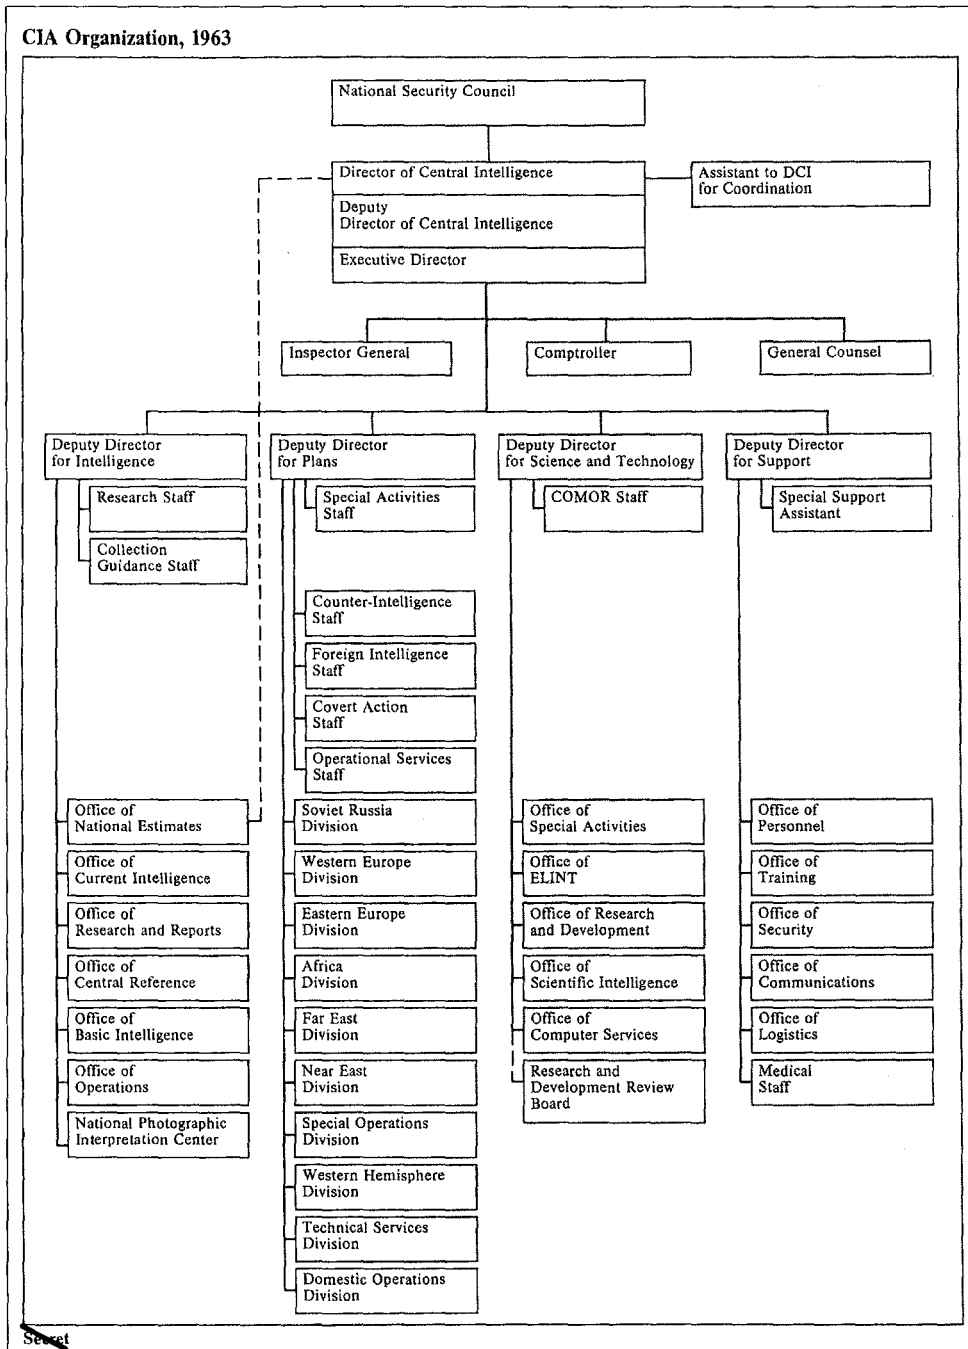 CIA Organization, 1963
National Security Council
Director of Central Intelligence
Assistant to DCI
for Coordination
Deputy
Director of Central Intelligence
Executive Director
Inspector General
Comptroller
General Counsel
Deputy Director
for Intelligence
Research Staff
Collection
Guidance Staff
Office of
National Estimates
Office of
Current Intelligence
Office of
Research and Reports
Office of
Central Reference
Office of
Basic Intelligence
Office of
Operations
National Photographic
Interpretation Center
Deputy Director
for Plans
Special Activities
Staff
Counter-Intelligence
Staff
Foreign Intelligence
Staff
Covert Action
Staff
Operational Services
Staff
Soviet Russia
Division
Western Europe
Division
Eastern Europe
Division
Africa
Division
Far East
Division
Near East
Division
Special Operations
Division
Western Hemisphere
Division
Technical Services
Division
Domestic Operations
Division
Deputy Director
for Science and Technology
COMOR Staff
Office of
Special Activities
Office of
ELINT
Office of Research
and Development
Office of
Scientific Intelligence
Office of
Computer Services
Research and
Development Review
Board
Deputy Director
for Support
Special Support
Assistant
Office of
Personnel
Office of
Training
Office of
Security
Office of
Communications
Office of
Logistics
Medical
Staff
Secret